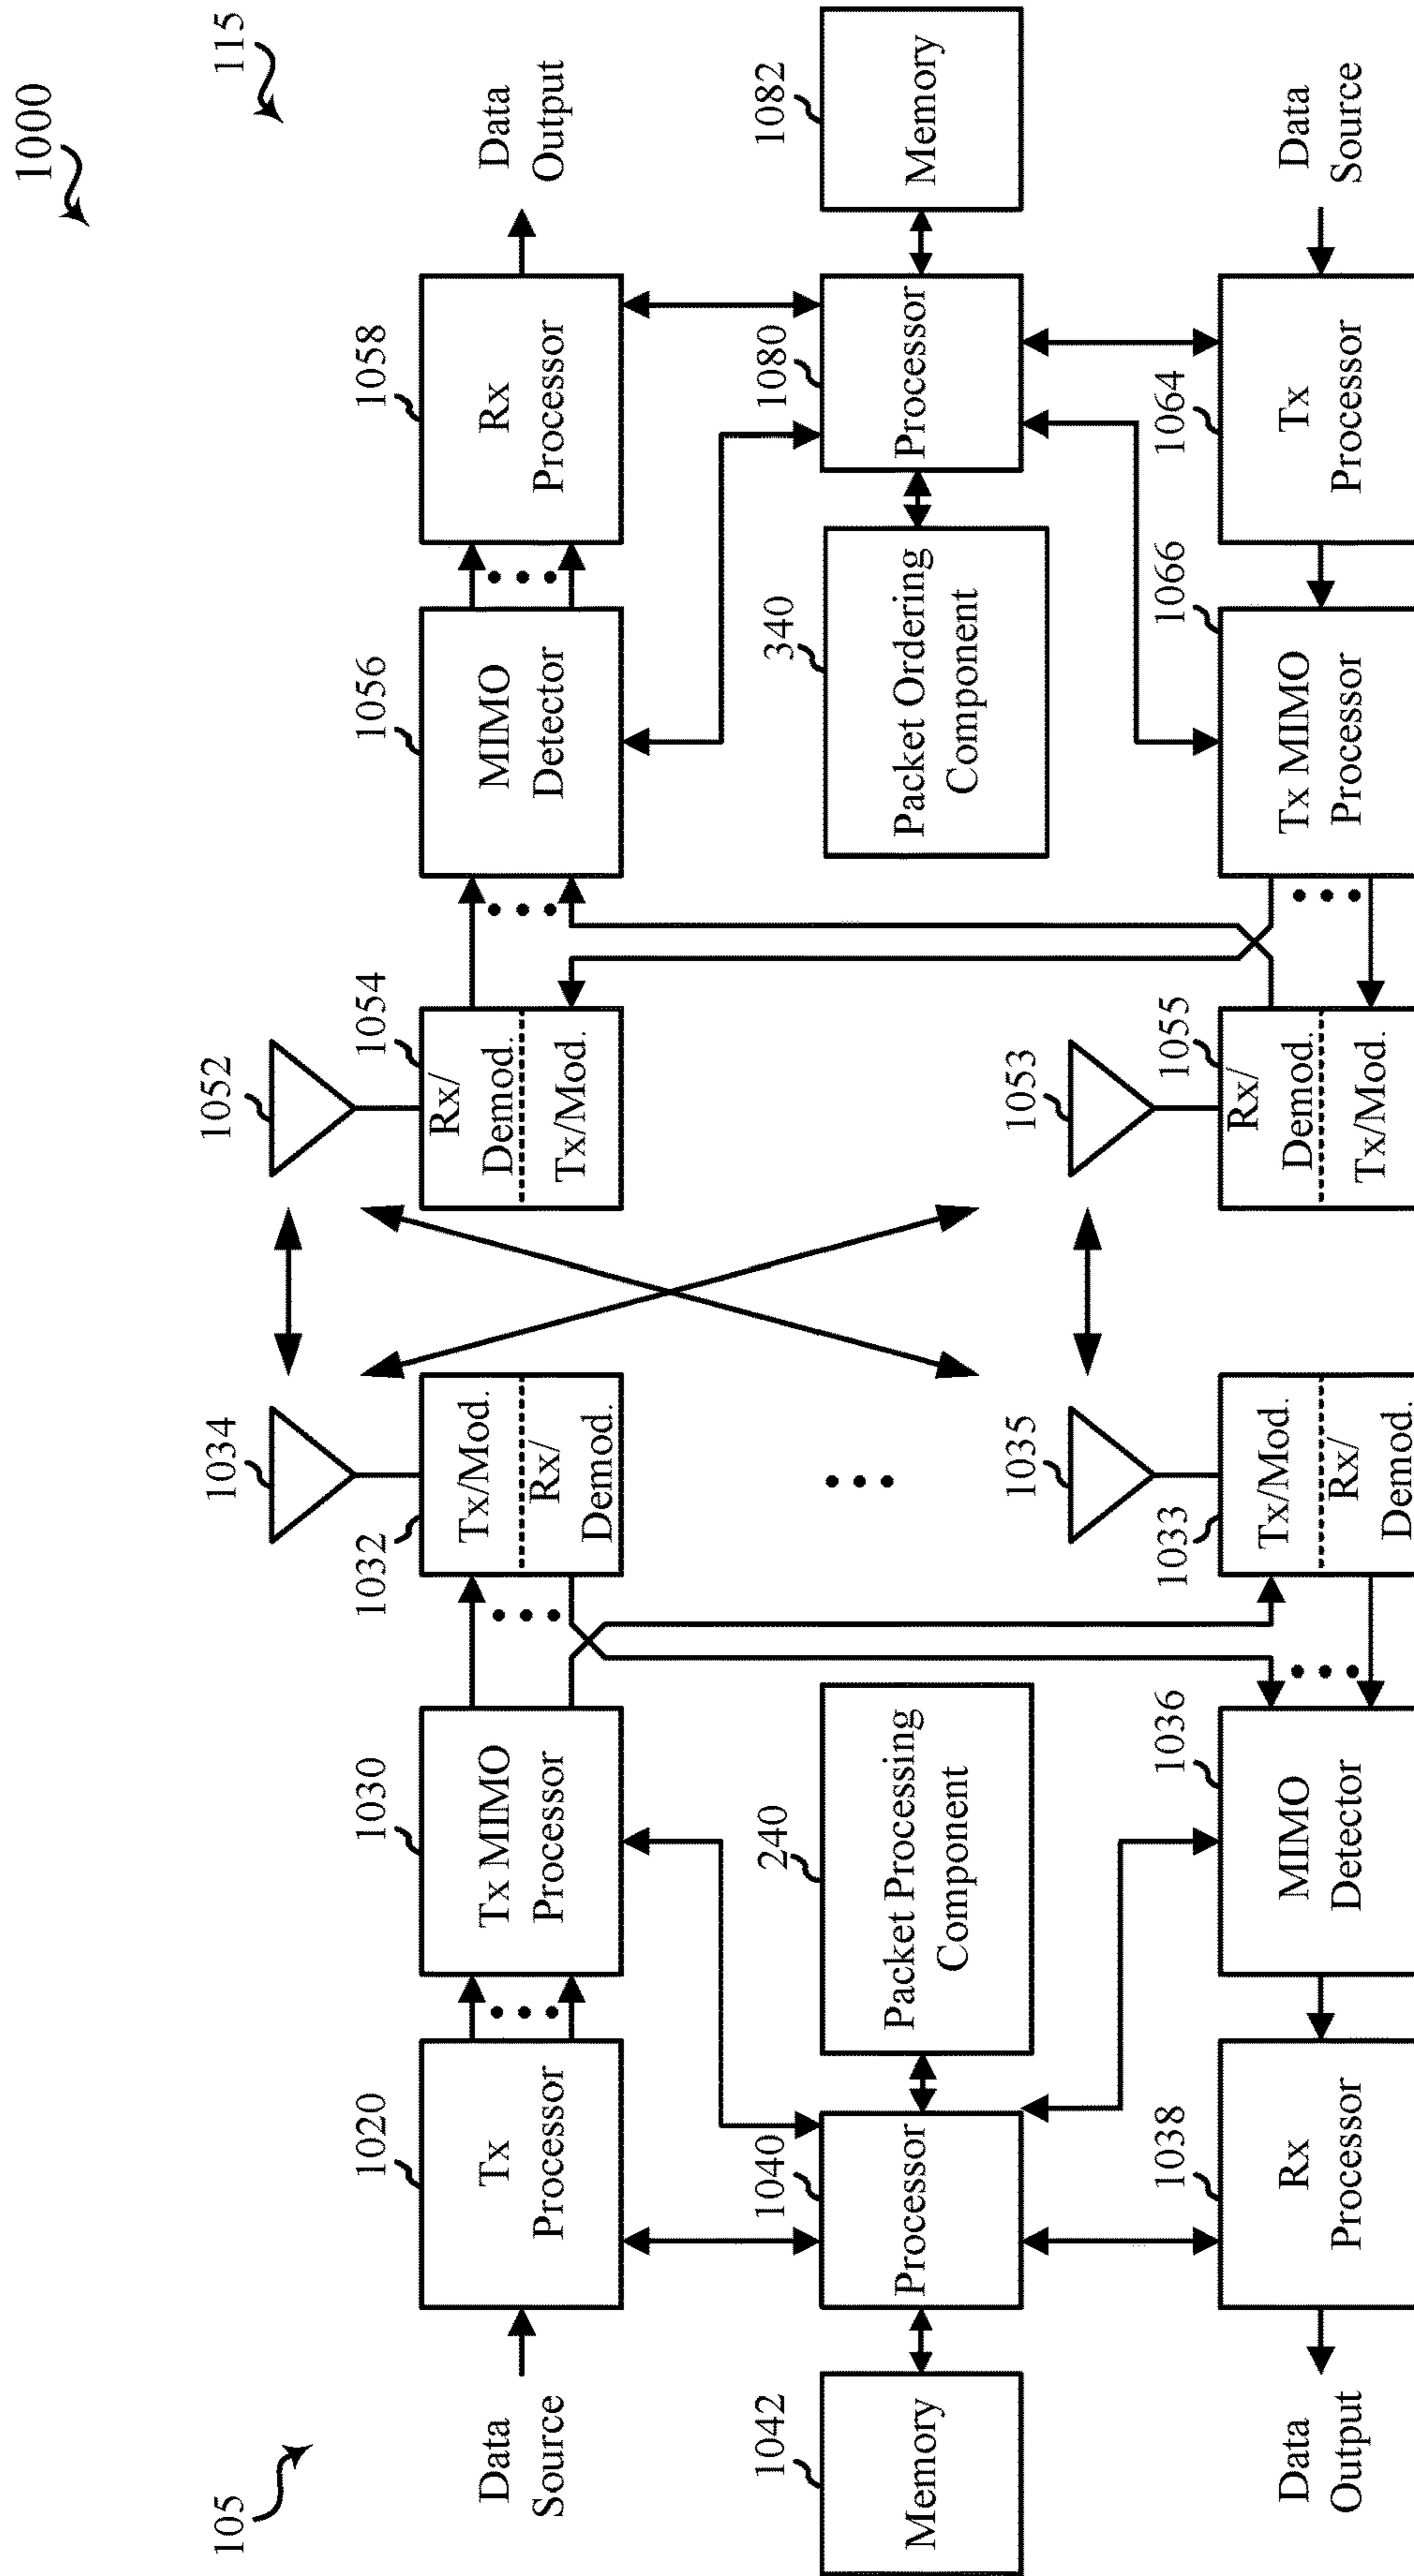 1000
105
115
1034
1052
1020
1030
1032
1054
1056
1058
Data
Source
Tx
Processor
Tx MIMO
Processor
Tx/Mod.
Rx/
Demod.
Rx/
Demod.
Tx/Mod.
MIMO
Detector
Rx
Processor
Data
Output
1042
1040
240
340
1080
1082
Memory
Processor
Packet Processing
Component
Packet Ordering
Component
Processor
Memory
1035
1053
1038
1036
1033
1055
1066
1064
Data
Output
Rx
Processor
MIMO
Detector
Tx/Mod.
Rx/
Demod.
Rx/
Demod.
Tx/Mod.
Tx MIMO
Processor
Tx
Processor
Data
Source